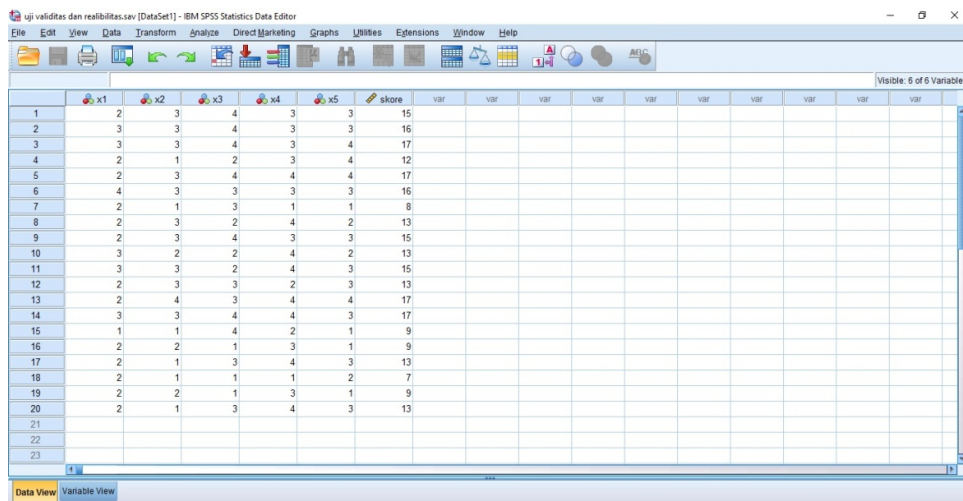 uji validitas dan realibilitas.sav [DataSet1] - IBM SPSS Statistics Data Editor
File Edit View Data Transform Analyze Direct Marketing Graphs Utilities Extensions Window Help
Visible: 6 of 6 Variable
x1 x2 x3 x4 x5 skore var var var var var var var var
1 2 3 4 3 3 15
2 3 3 4 3 3 16
3 3 3 4 3 4 17
4 2 1 2 3 4 12
5 2 3 4 4 4 17
6 4 3 3 3 3 16
7 2 1 3 1 1 8
8 2 3 2 4 2 13
9 2 3 4 3 3 15
10 3 2 2 4 2 13
11 3 3 2 4 3 15
12 2 3 3 2 3 13
13 2 4 3 4 4 17
14 3 3 4 4 3 17
15 1 1 4 2 1 9
16 2 2 1 3 1 9
17 2 1 3 4 3 13
18 2 1 1 1 2 7
19 2 2 1 3 1 9
20 2 1 3 4 3 13
21
22
23
Data View Variable View